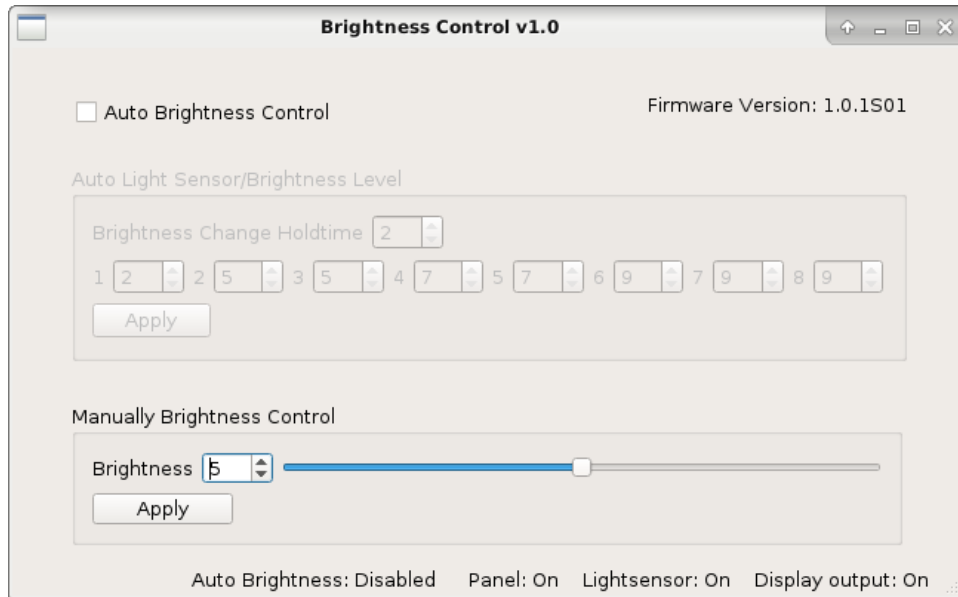 Brightness Control v1.0
Auto Brightness Control
Firmware Version: 1.0.1S01
Auto Light Sensor/Brightness Level
Brightness Change Holdtime 2
1 2 2 5 3 5 4 7 5 7 6 9 7 9 8 9
Apply
Manually Brightness Control
Brightness 5
Apply
Auto Brightness: Disabled Panel: On Lightsensor: On Display output: On